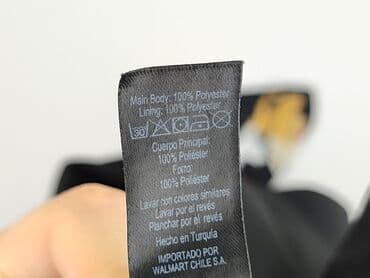 Main Body: 100% Polyester
Lining: 100% Polyester
30
Cuerpo Principal:
100% Poliéster
Forro:
100% Poliéster
Lavar con colores similares
Lavar por el revés
Planchar por el revés
Hecho en Turquía
IMPORTADO POR
WALMART CHILE S.A.